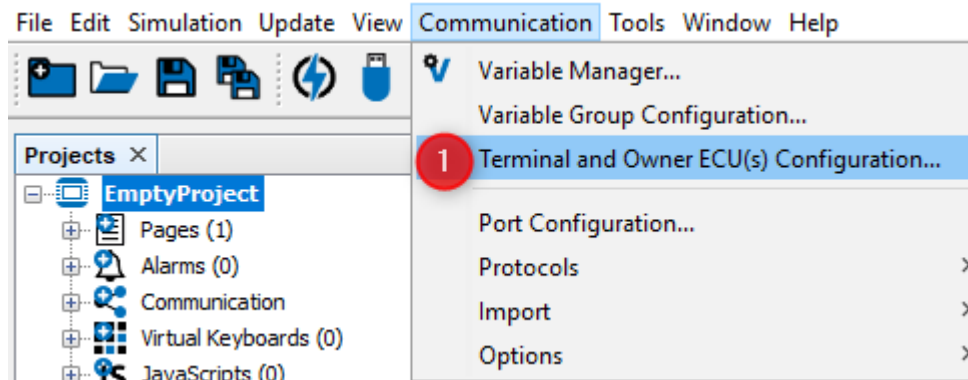 File Edit Simulation Update View Communication Tools Window Help
Variable Manager...
Variable Group Configuration...
1 Terminal and Owner ECU(s) Configuration...
Port Configuration...
Protocols
Import
Options
Projects
EmptyProject
Pages (1)
Alarms (0)
Communication
Virtual Keyboards (0)
JavaScripts (0)